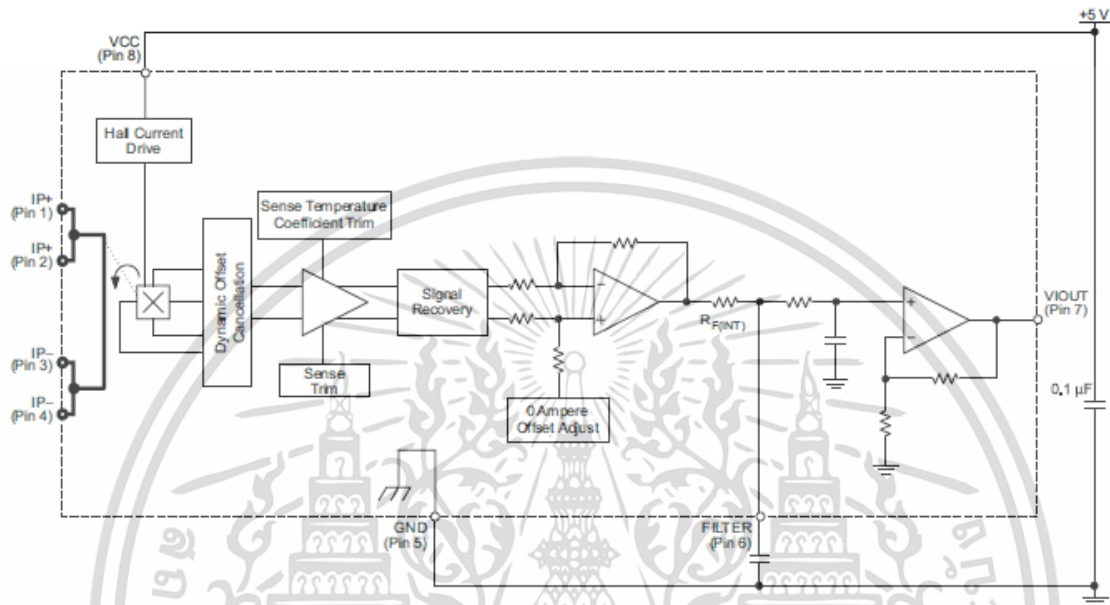 +5 V
VCC
(Pin 8)
Hall Current
Drive
IP+
(Pin 1)
IP+
(Pin 2)
IP−
(Pin 3)
IP−
(Pin 4)
Dynamic Offset
Cancellation
Sense Temperature
Coefficient Trim
Sense
Trim
Signal
Recovery
0 Ampere
Offset Adjust
RF(INT)
VIOUT
(Pin 7)
0.1 µF
GND
(Pin 5)
FILTER
(Pin 6)